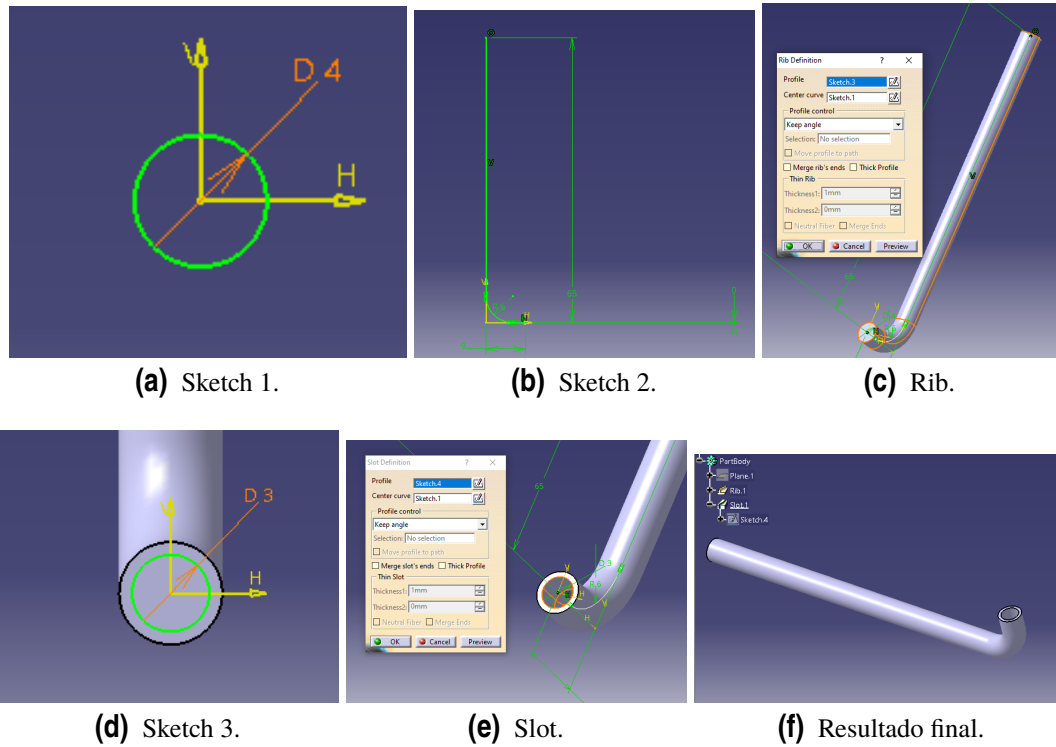 V
D 4
H
(a) Sketch 1.
65
V
H
(b) Sketch 2.
Rib Definition ? ×
Profile Sketch.3
Center curve Sketch.1
Profile control
Keep angle
Selection: No selection
Move profile to path
Merge rib's ends Thick Profile
Thin Rib
Thickness1: 1mm
Thickness2: 0mm
Neutral Fiber Merge Ends
OK Cancel Preview
65
(c) Rib.
D 3
V
H
(d) Sketch 3.
Slot Definition ? ×
Profile Sketch.4
Center curve Sketch.1
Profile control
Keep angle
Selection: No selection
Move profile to path
Merge slot's ends Thick Profile
Thin Slot
Thickness1: 1mm
Thickness2: 0mm
Neutral Fiber Merge Ends
OK Cancel Preview
65
D 3
R 6
V
H
(e) Slot.
PartBody
Plane.1
Rib.1
Slot.1
Sketch.4
(f) Resultado final.